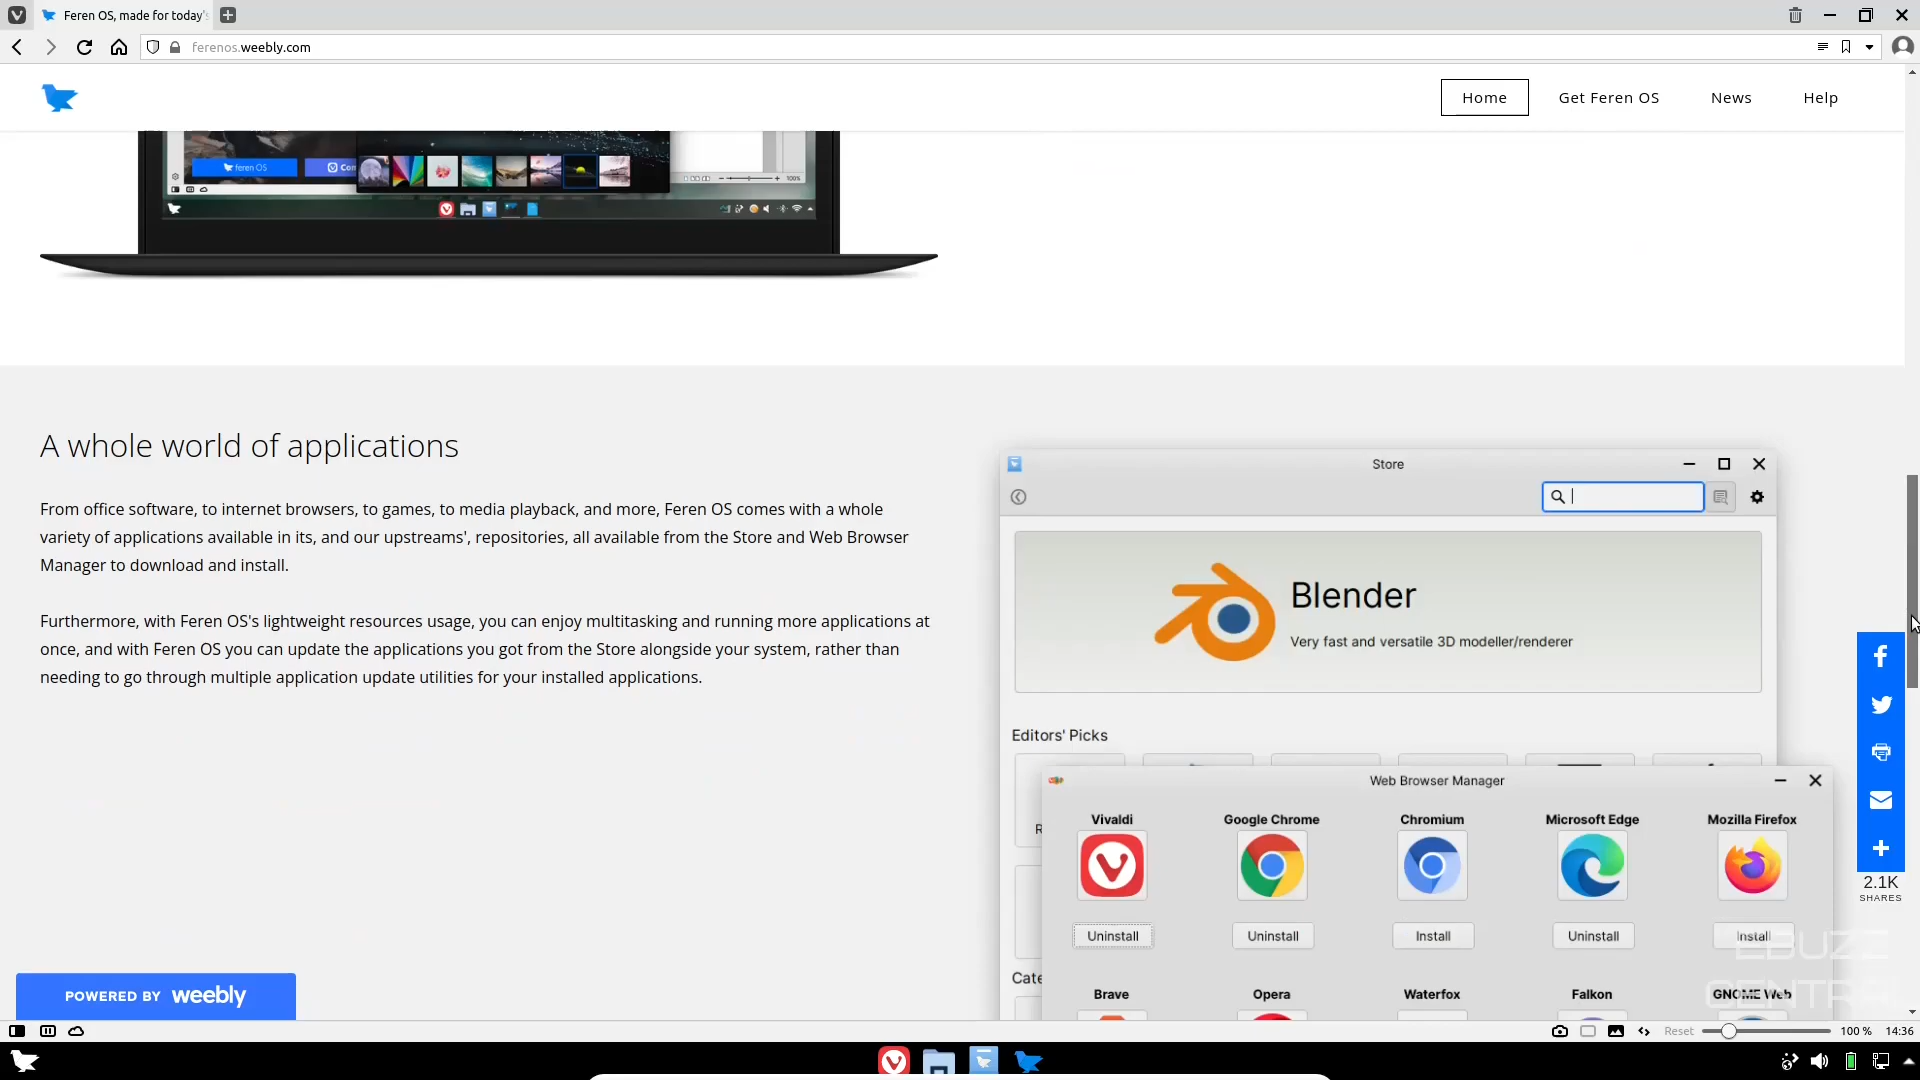 Feren OS, made for today's
ferenos.weebly.com
Home
Get Feren OS
News
Help
feren OS
Con
100%
A whole world of applications
From office software, to internet browsers, to games, to media playback, and more, Feren OS comes with a whole
variety of applications available in its, and our upstreams', repositories, all available from the Store and Web Browser
Manager to download and install.
Furthermore, with Feren OS's lightweight resources usage, you can enjoy multitasking and running more applications at
once, and with Feren OS you can update the applications you got from the Store alongside your system, rather than
needing to go through multiple application update utilities for your installed applications.
Store
Blender
Very fast and versatile 3D modeller/renderer
Editors' Picks
R
Web Browser Manager
Vivaldi
Google Chrome
Chromium
Microsoft Edge
Mozilla Firefox
Uninstall
Uninstall
Install
Uninstall
Install
Cate
Brave
Opera
Waterfox
Falkon
GNOME Web
2.1K
SHARES
EBUZZ
CENTRAL
POWERED BY weebly
Reset
100 %
14:36